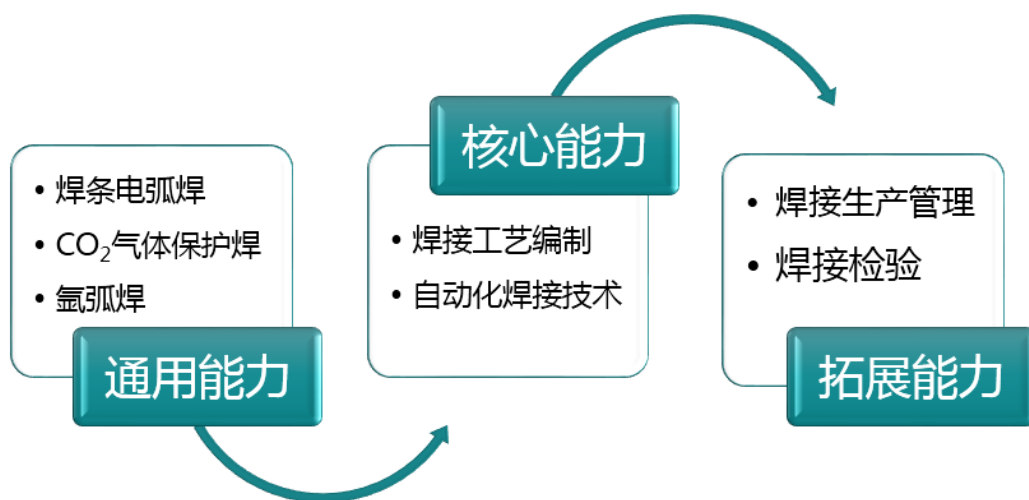 • 焊条电弧焊
• CO₂气体保护焊
• 氩弧焊
通用能力
核心能力
• 焊接工艺编制
• 自动化焊接技术
• 焊接生产管理
• 焊接检验
拓展能力